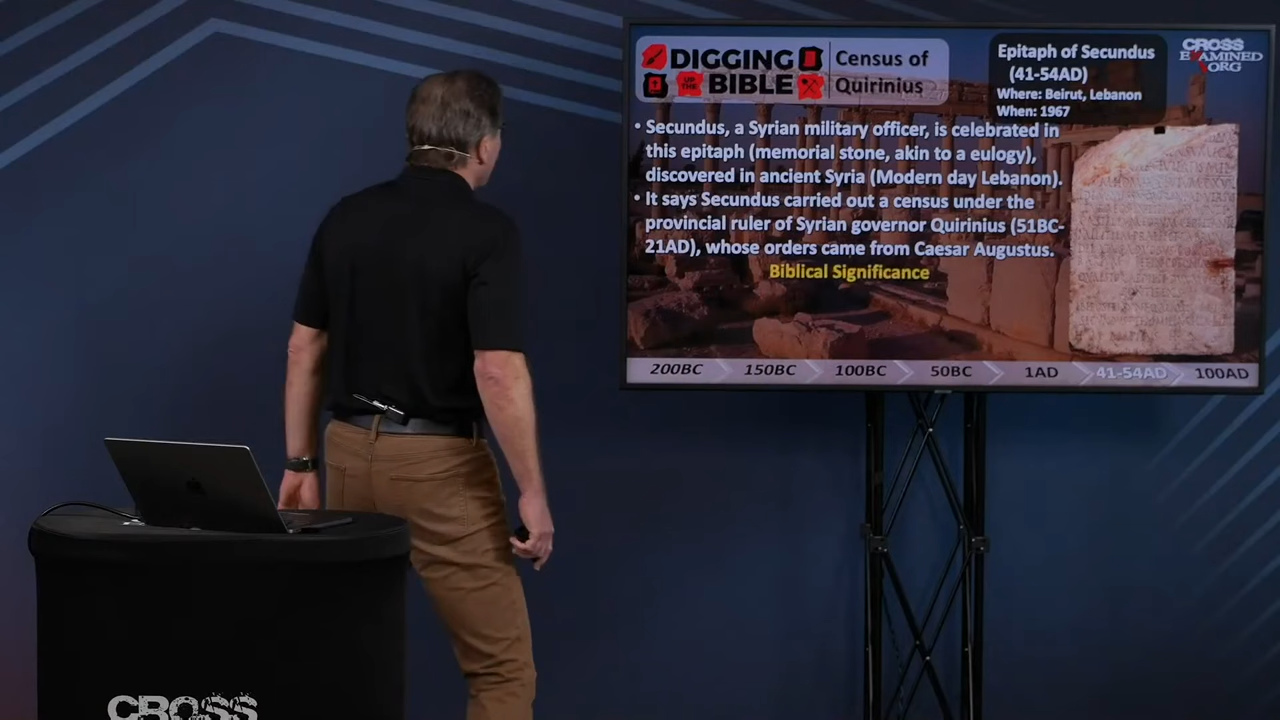 DIGGING
UP THE
BIBLE
Census of
Quirinius
Epitaph of Secundus
(41-54AD)
Where: Beirut, Lebanon
When: 1967
CROSS
EXAMINED
.ORG
• Secundus, a Syrian military officer, is celebrated in
this epitaph (memorial stone, akin to a eulogy),
discovered in ancient Syria (Modern day Lebanon).
• It says Secundus carried out a census under the
provincial ruler of Syrian governor Quirinius (51BC-
21AD), whose orders came from Caesar Augustus.
Biblical Significance
200BC 150BC 100BC 50BC 1AD 41-54AD 100AD
CROSS